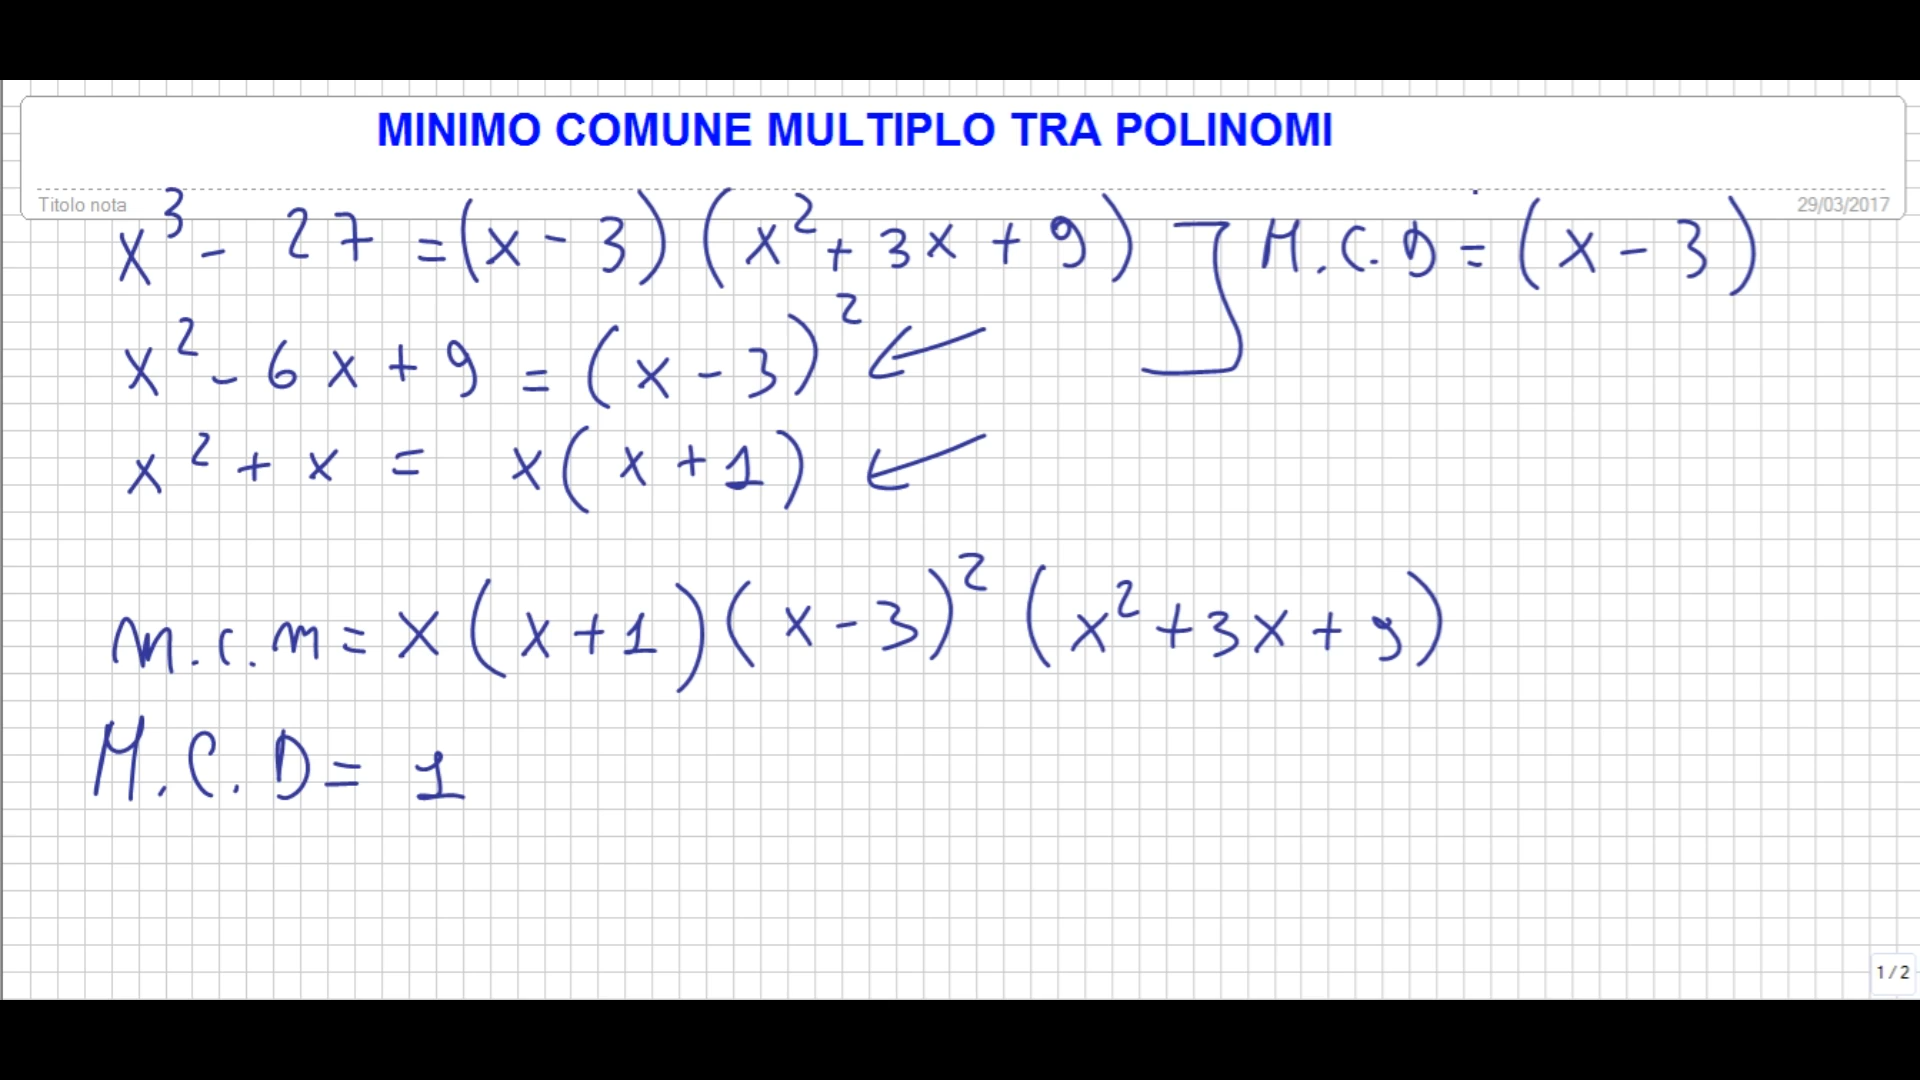 MINIMO COMUNE MULTIPLO TRA POLINOMI
Titolo nota
29/03/2017
x³ - 27 = (x - 3) (x² + 3x + 9) ] M.C.D = (x - 3)
x² - 6x + 9 = (x - 3)² ←
x² + x = x(x + 1) ←
m.c.m = x(x + 1)(x - 3)² (x² + 3x + 9)
M.C.D = 1
1 / 2